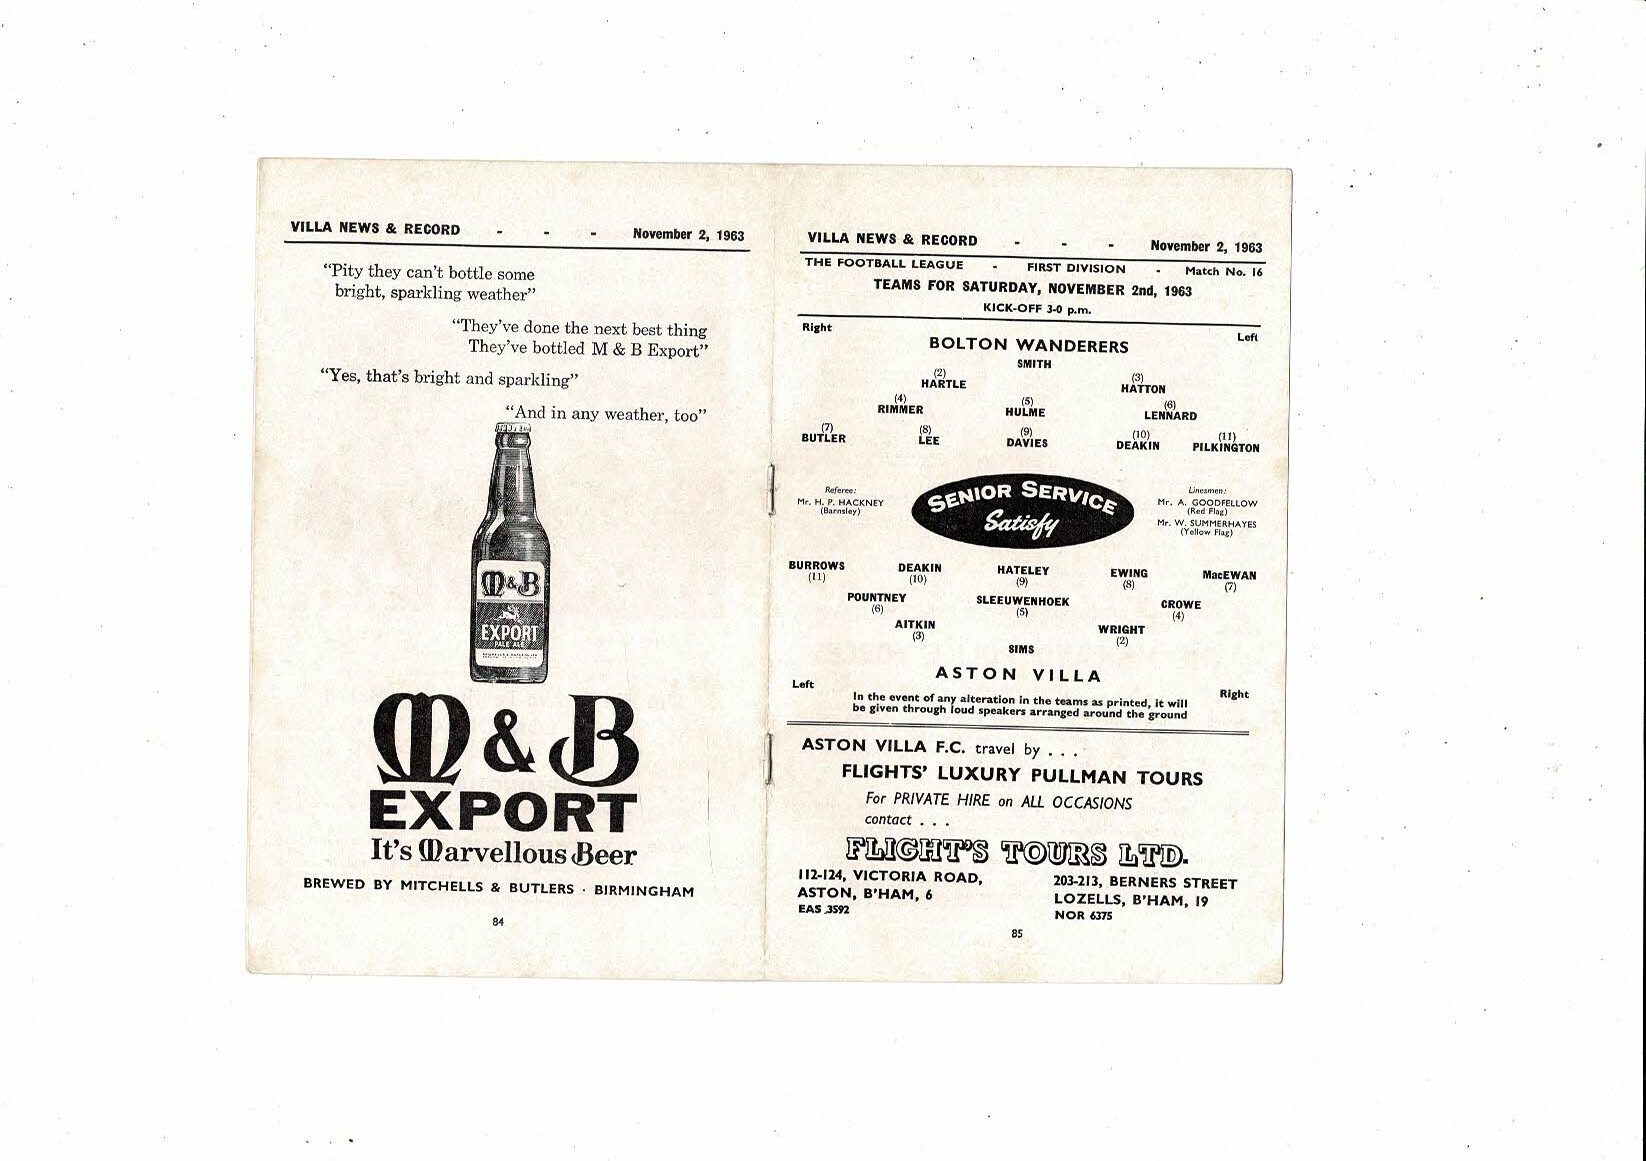 VILLA NEWS & RECORD - - - November 2, 1963
“Pity they can't bottle some
bright, sparkling weather”
“They've done the next best thing
They've bottled M & B Export”
“Yes, that's bright and sparkling”
“And in any weather, too”
M&B
EXPORT
PALE ALE
M & B
EXPORT
It's Marvellous Beer
BREWED BY MITCHELLS & BUTLERS · BIRMINGHAM
84
VILLA NEWS & RECORD - - - November 2, 1963
THE FOOTBALL LEAGUE - FIRST DIVISION - Match No. 16
TEAMS FOR SATURDAY, NOVEMBER 2nd, 1963
KICK-OFF 3-0 p.m.
Right Left
BOLTON WANDERERS
SMITH
(2) (3)
HARTLE HATTON
(4) (5) (6)
RIMMER HULME LENNARD
(7) (8) (9) (10) (11)
BUTLER LEE DAVIES DEAKIN PILKINGTON
Referee:
Mr. H. P. HACKNEY
(Barnsley)
SENIOR SERVICE
Satisfy
Linesmen:
Mr. A. GOODFELLOW
(Red Flag)
Mr. W. SUMMERHAYES
(Yellow Flag)
BURROWS DEAKIN HATELEY EWING MacEWAN
(11) (10) (9) (8) (7)
POUNTNEY SLEEUWENHOEK CROWE
(6) (5) (4)
AITKIN WRIGHT
(3) (2)
SIMS
ASTON VILLA
Left Right
In the event of any alteration in the teams as printed, it will
be given through loud speakers arranged around the ground
ASTON VILLA F.C. travel by . . .
FLIGHTS' LUXURY PULLMAN TOURS
For PRIVATE HIRE on ALL OCCASIONS
contact . . .
FLIGHT'S TOURS LTD.
112-124, VICTORIA ROAD,
ASTON, B'HAM, 6
EAS 3592
203-213, BERNERS STREET
LOZELLS, B'HAM, 19
NOR 6375
85